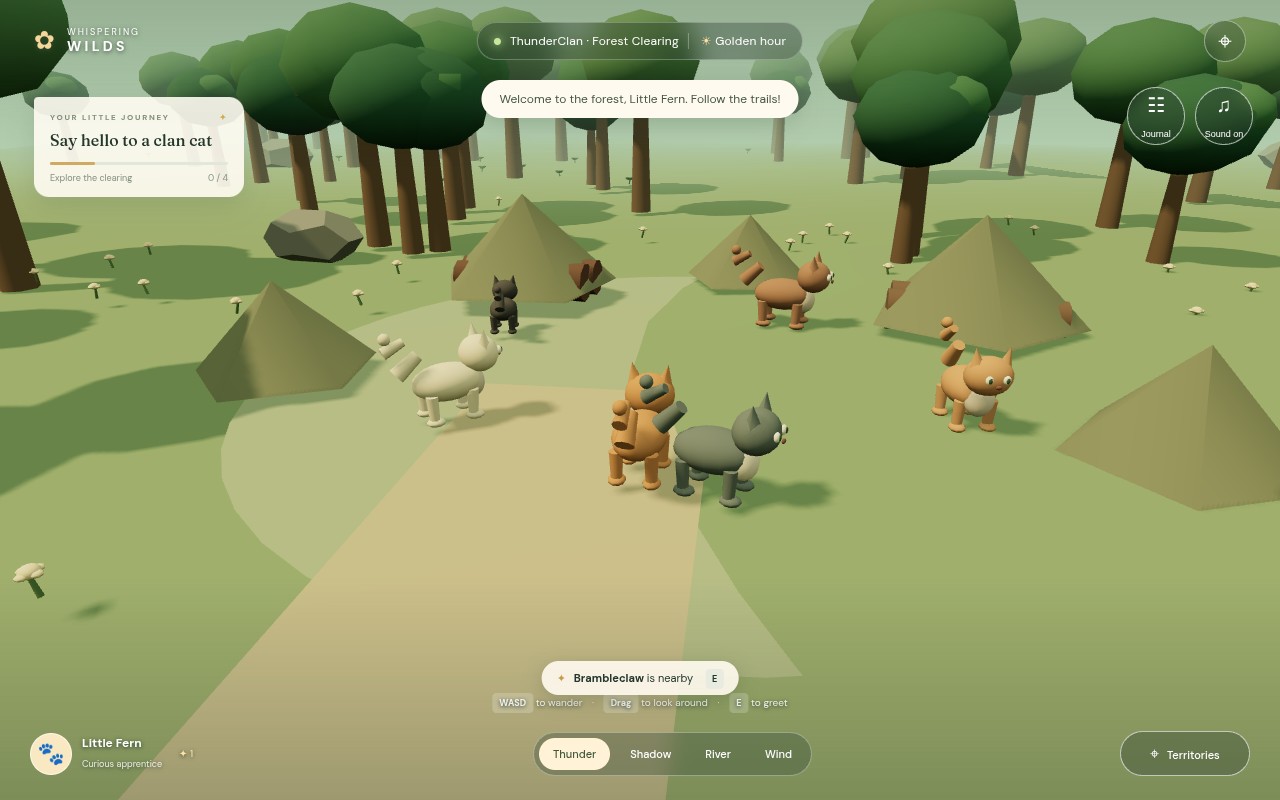 WHISPERING
WILDS
ThunderClan · Forest Clearing
Golden hour
Welcome to the forest, Little Fern. Follow the trails!
YOUR LITTLE JOURNEY
Say hello to a clan cat
Explore the clearing 0 / 4
Journal
Sound on
Brambleclaw is nearby E
WASD to wander · Drag to look around · E to greet
Little Fern
Curious apprentice
1
Thunder Shadow River Wind
Territories